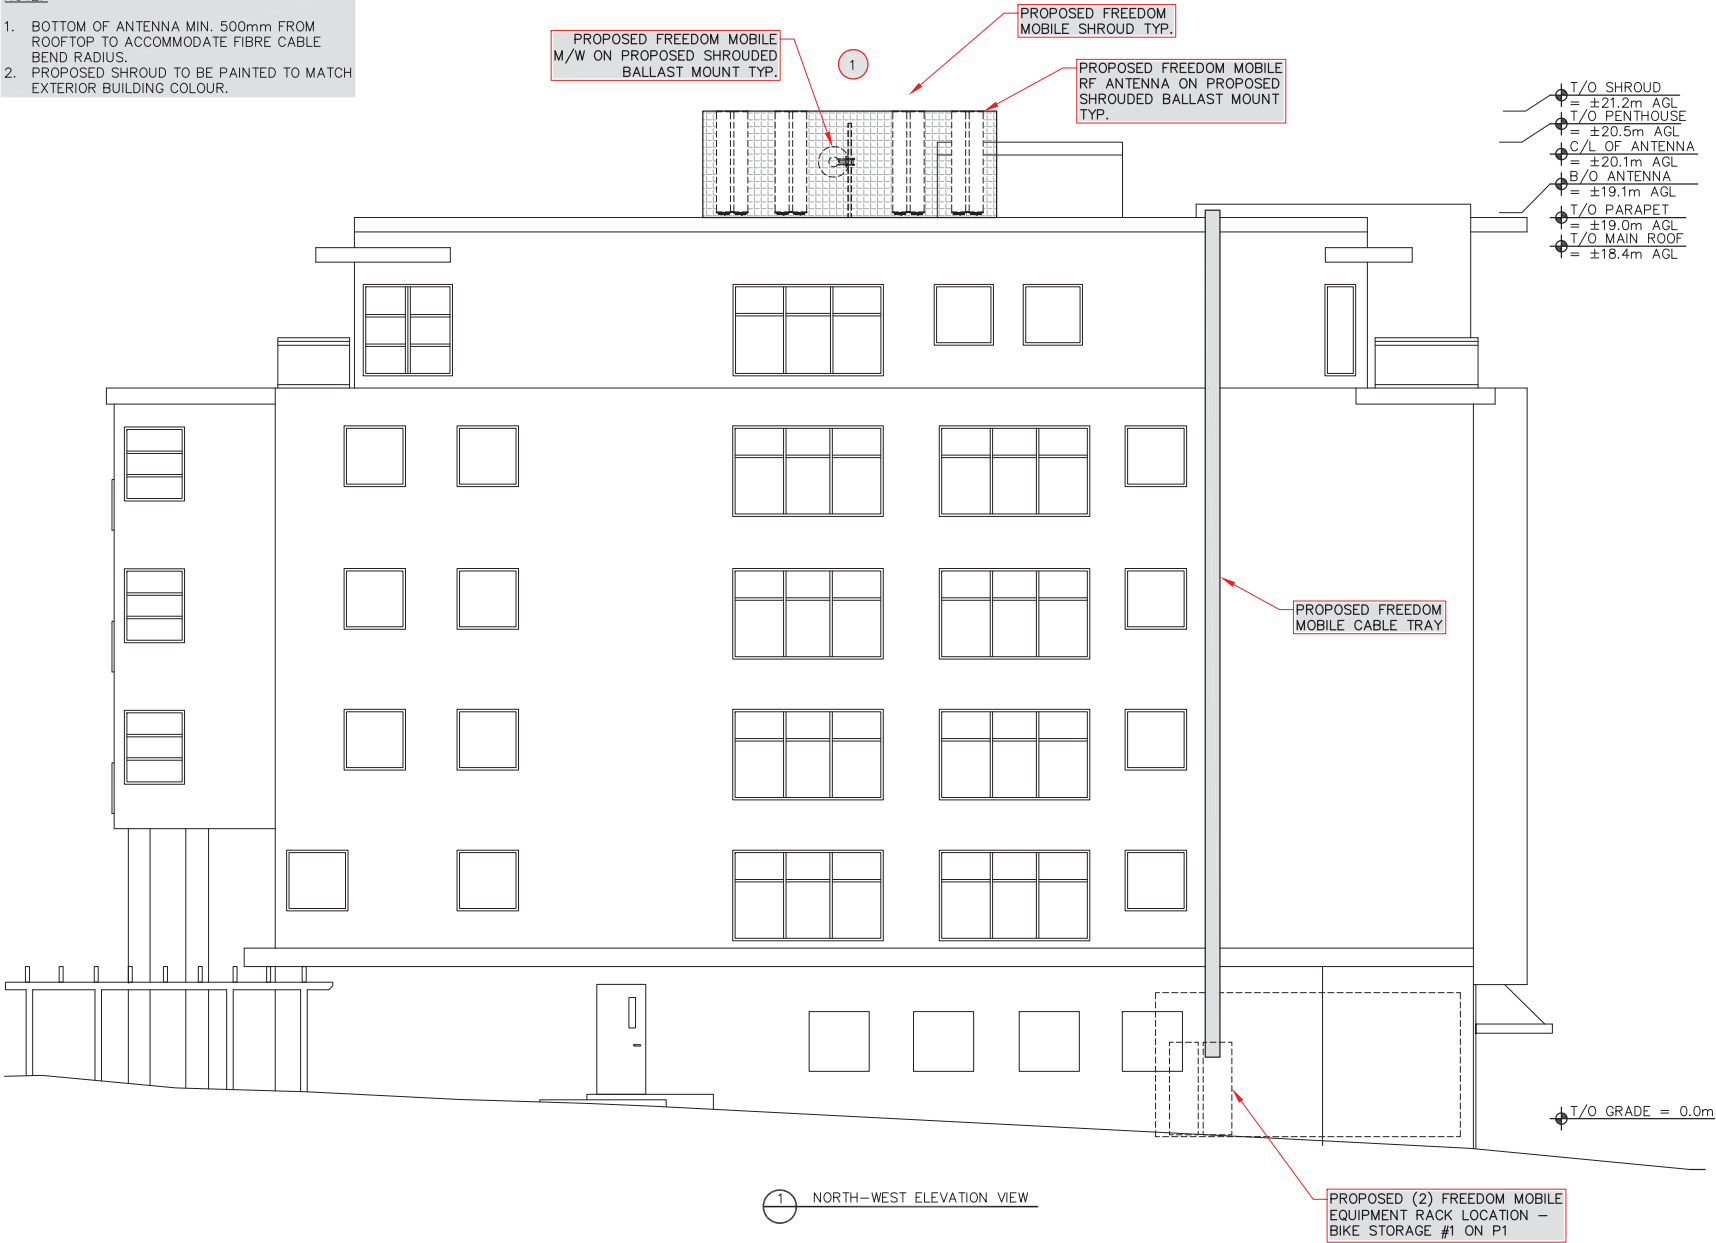 NOTE:
1. BOTTOM OF ANTENNA MIN. 500mm FROM
ROOFTOP TO ACCOMMODATE FIBRE CABLE
BEND RADIUS.
2. PROPOSED SHROUD TO BE PAINTED TO MATCH
EXTERIOR BUILDING COLOUR.
PROPOSED FREEDOM MOBILE
M/W ON PROPOSED SHROUDED
BALLAST MOUNT TYP.
1
PROPOSED FREEDOM
MOBILE SHROUD TYP.
PROPOSED FREEDOM MOBILE
RF ANTENNA ON PROPOSED
SHROUDED BALLAST MOUNT
TYP.
T/O SHROUD
= ±21.2m AGL
T/O PENTHOUSE
= ±20.5m AGL
C/L OF ANTENNA
= ±20.1m AGL
B/O ANTENNA
= ±19.1m AGL
T/O PARAPET
= ±19.0m AGL
T/O MAIN ROOF
= ±18.4m AGL
PROPOSED FREEDOM
MOBILE CABLE TRAY
T/O GRADE = 0.0m
1 NORTH-WEST ELEVATION VIEW
PROPOSED (2) FREEDOM MOBILE
EQUIPMENT RACK LOCATION –
BIKE STORAGE #1 ON P1